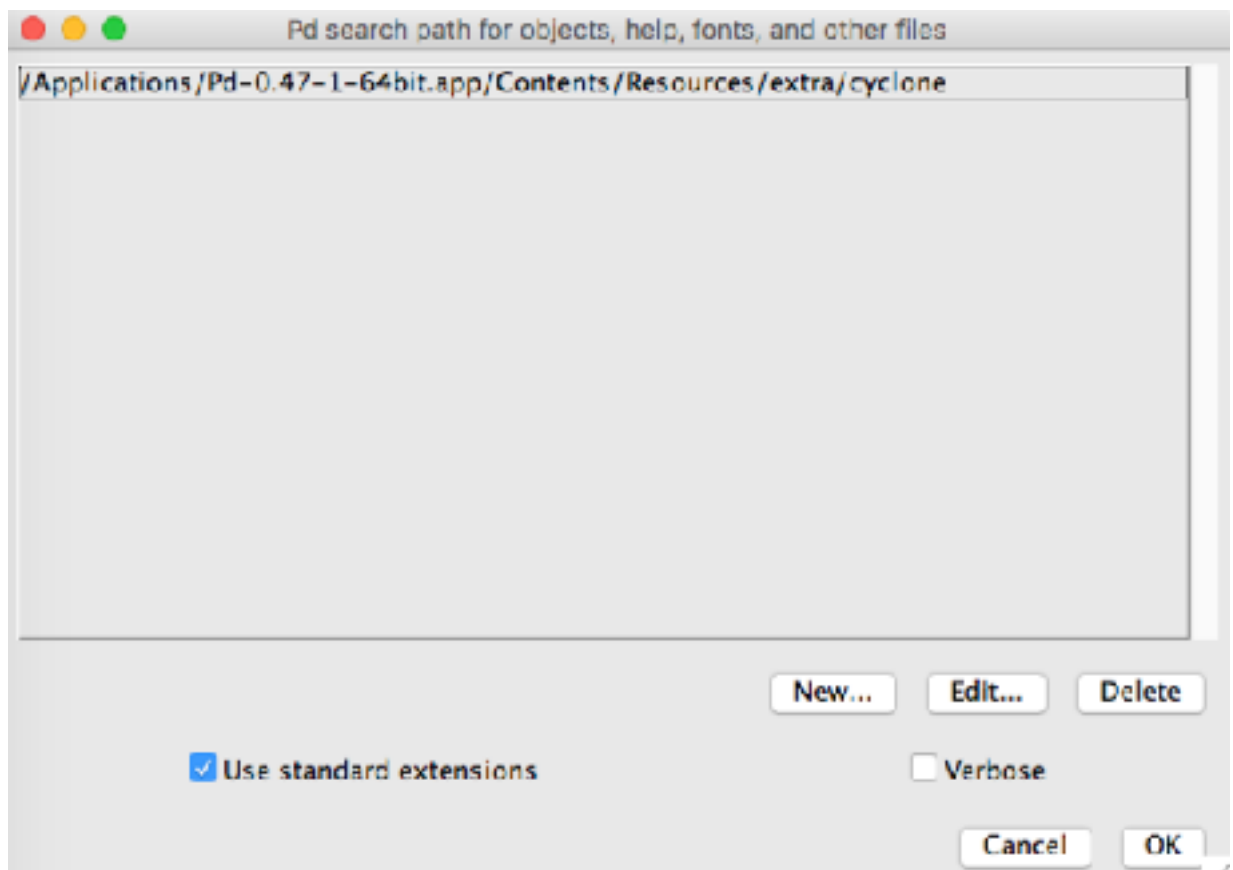 Pd search path for objects, help, fonts, and other files
/Applications/Pd-0.47-1-64bit.app/Contents/Resources/extra/cyclone
New... Edit... Delete
Use standard extensions Verbose
Cancel OK